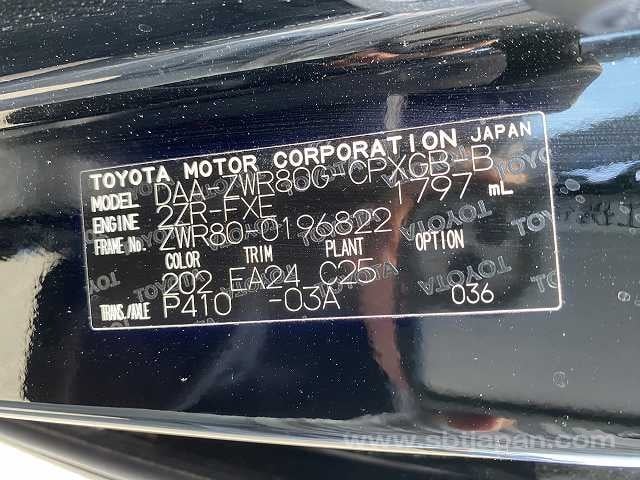 TOYOTA MOTOR CORPORATION JAPAN
MODEL DAA-ZWR80G-CPXGB-B
ENGINE 2ZR-FXE 1797 mL
FRAME No. ZWR80-0196822
COLOR TRIM PLANT OPTION
202 EA24 C25
TRANS./AXLE P410 -03A 036
www.sbtjapan.com